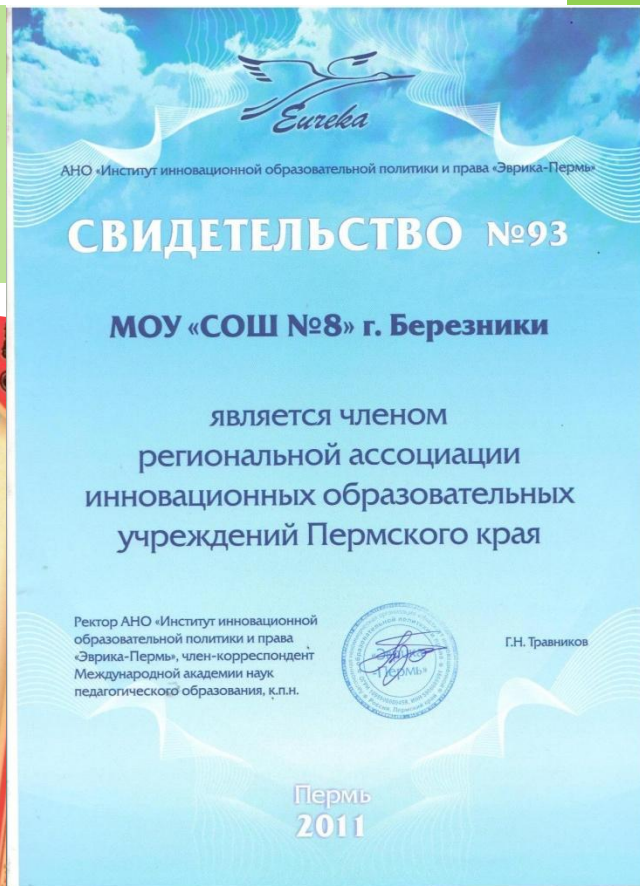 Eureka
АНО «Институт инновационной образовательной политики и права «Эврика-Пермь»
СВИДЕТЕЛЬСТВО №93
МОУ «СОШ №8» г. Березники
является членом
региональной ассоциации
инновационных образовательных
учреждений Пермского края
Ректор АНО «Институт инновационной
образовательной политики и права
«Эврика-Пермь», член-корреспондент
Международной академии наук
педагогического образования, к.п.н.
«Эврика
-Пермь»
Г.Н. Травников
Пермь
2011